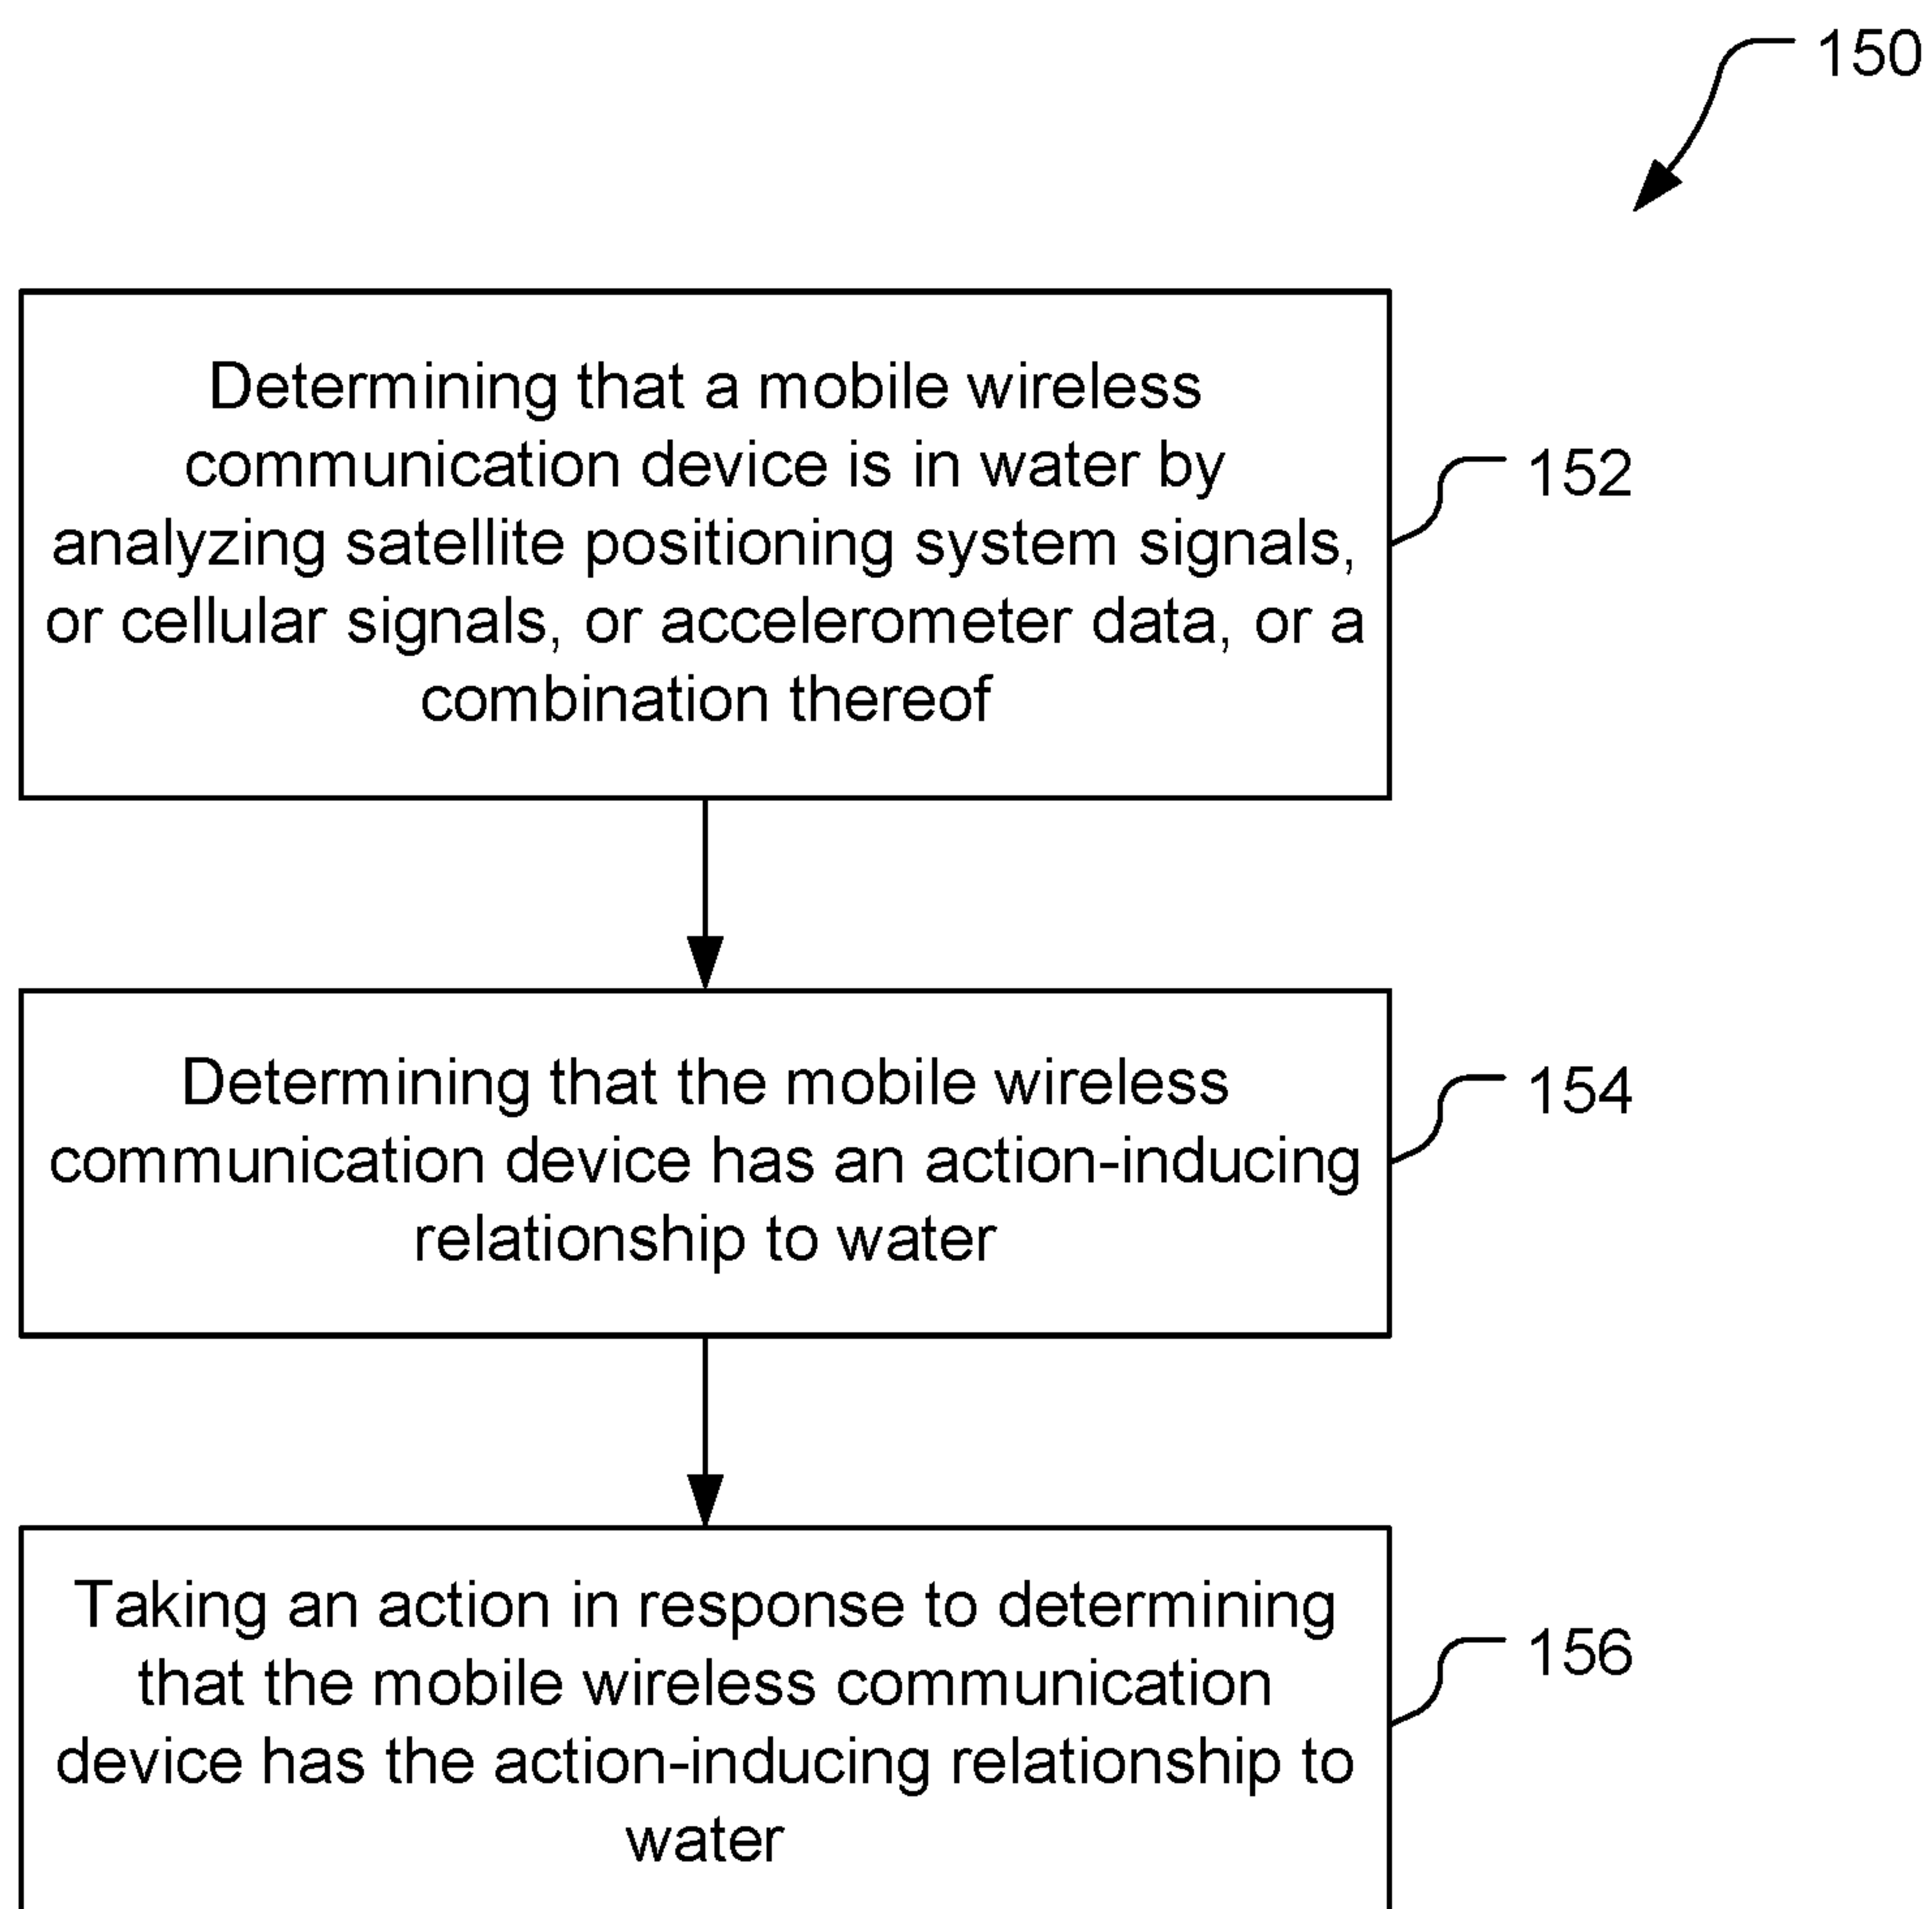 150
Determining that a mobile wireless
communication device is in water by
analyzing satellite positioning system signals,
or cellular signals, or accelerometer data, or a
combination thereof
152
Determining that the mobile wireless
communication device has an action-inducing
relationship to water
154
Taking an action in response to determining
that the mobile wireless communication
device has the action-inducing relationship to
water
156